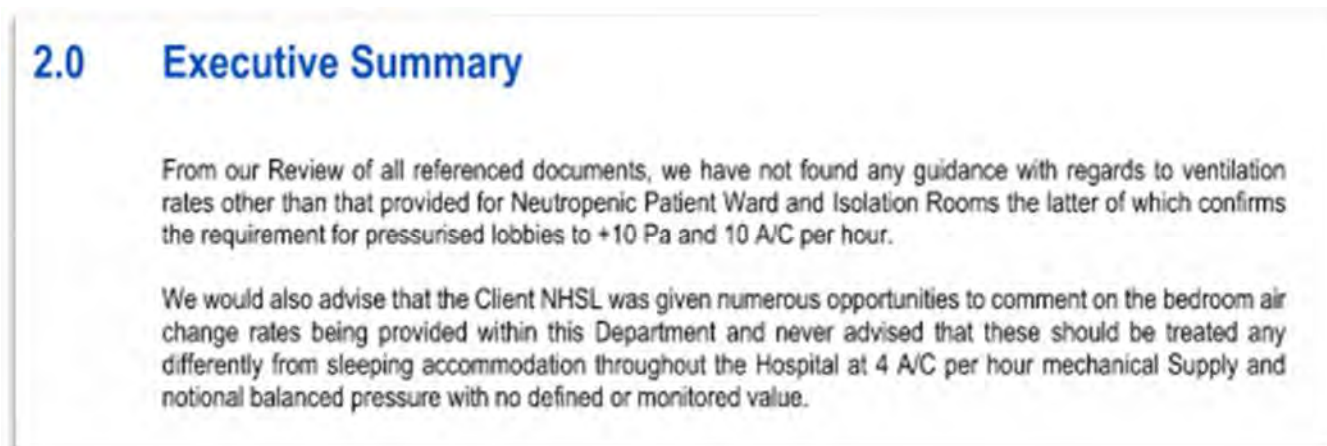 2.0 Executive Summary
From our Review of all referenced documents, we have not found any guidance with regards to ventilation
rates other than that provided for Neutropenic Patient Ward and Isolation Rooms the latter of which confirms
the requirement for pressurised lobbies to +10 Pa and 10 A/C per hour.
We would also advise that the Client NHSL was given numerous opportunities to comment on the bedroom air
change rates being provided within this Department and never advised that these should be treated any
differently from sleeping accommodation throughout the Hospital at 4 A/C per hour mechanical Supply and
notional balanced pressure with no defined or monitored value.